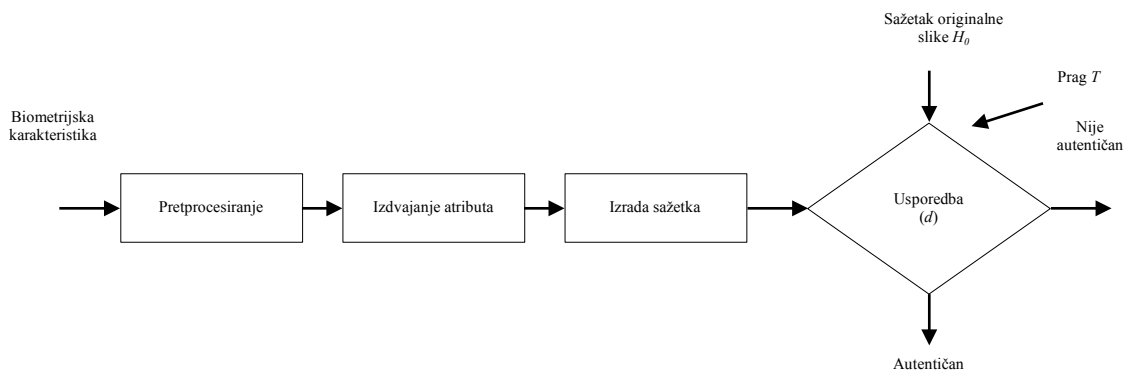 Sažetak originalne
slike H₀
Prag T
Biometrijska
karakteristika
Nije
autentičan
Pretprocesiranje
Izdvajanje atributa
Izrada sažetka
Usporedba
(d)
Autentičan